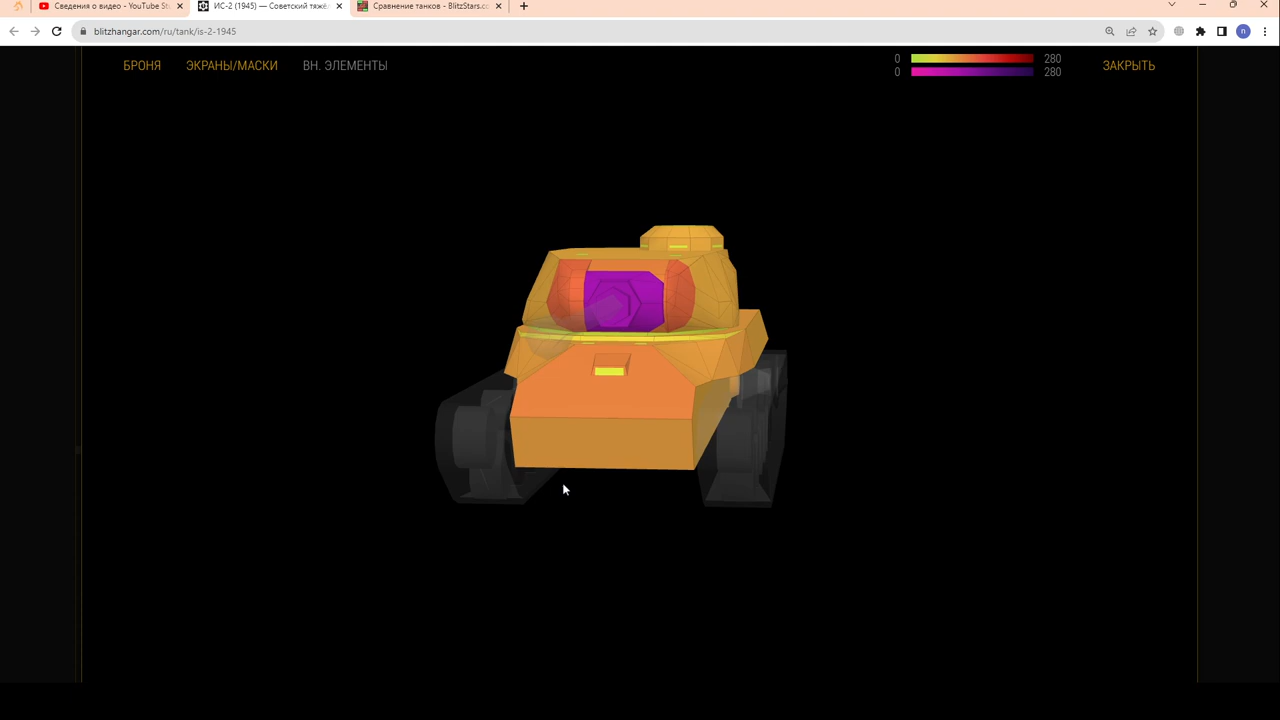 Сведения о видео - YouTube St
ИС-2 (1945) — Советский тяжё
Сравнение танков - BlitzStars.co
blitzhangar.com/ru/tank/is-2-1945
n
БРОНЯ ЭКРАНЫ/МАСКИ ВН. ЭЛЕМЕНТЫ
0 280
0 280
ЗАКРЫТЬ